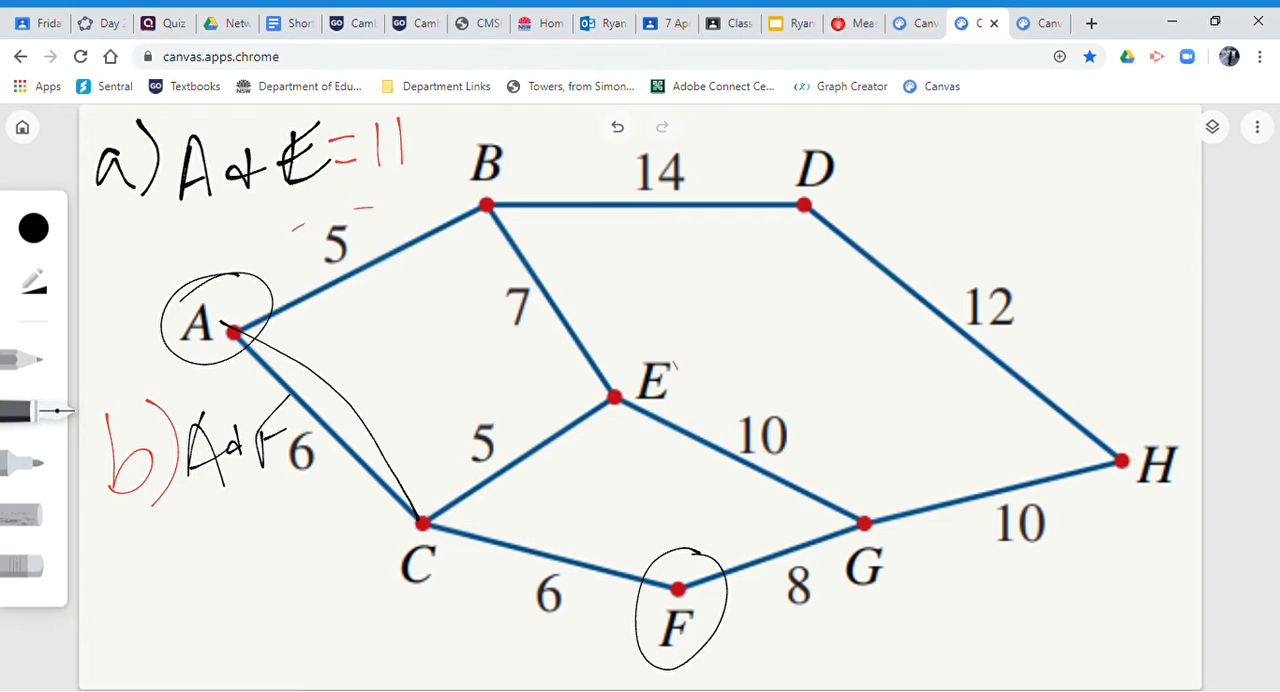 Frida
Day 2
Quiz
Netw
Shor
Caml
Caml
CMS
Hom
Ryan
7 Ap
Class
Ryan
Mea
Canv
C
Canv
canvas.apps.chrome
Apps
Sentral
Textbooks
Department of Edu...
Department Links
Towers, from Simon...
Adobe Connect Ce...
Graph Creator
Canvas
a) A & E = 11
B
14
D
5
7
12
A
E
b) A & F
6
5
10
H
10
C
G
6
8
F